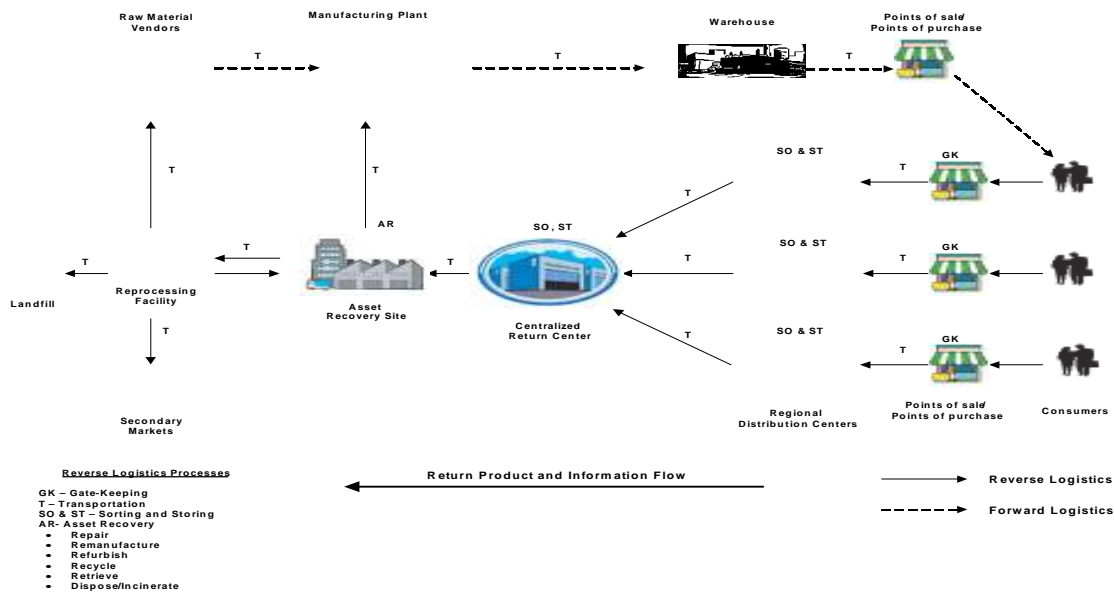 Raw Material
Vendors
Manufacturing Plant
Warehouse
Points of sale/
Points of purchase
T
T
T
SO & ST
GK
T
T
T
T
AR
SO, ST
SO & ST
GK
T
T
T
T
T
Landfill
Reprocessing
Facility
Asset
Recovery Site
Centralized
Return Center
T
T
SO & ST
GK
T
Secondary
Markets
Regional
Distribution Centers
Points of sale/
Points of purchase
Consumers
Reverse Logistics Processes
GK – Gate-Keeping
T – Transportation
SO & ST – Sorting and Storing
AR- Asset Recovery
• Repair
• Remanufacture
• Refurbish
• Recycle
• Retrieve
• Dispose/Incinerate
Return Product and Information Flow
Reverse Logistics
Forward Logistics